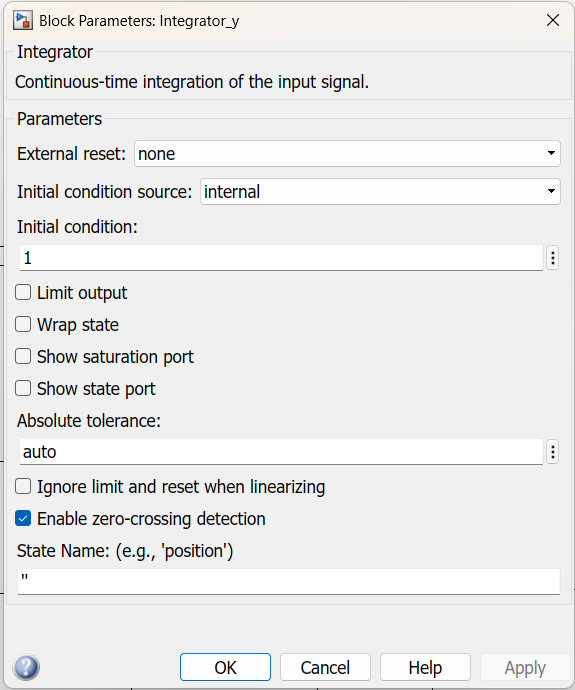 Block Parameters: Integrator_y
Integrator
Continuous-time integration of the input signal.
Parameters
External reset: none
Initial condition source: internal
Initial condition:
1
Limit output
Wrap state
Show saturation port
Show state port
Absolute tolerance:
auto
Ignore limit and reset when linearizing
Enable zero-crossing detection
State Name: (e.g., 'position')
''
OK Cancel Help Apply